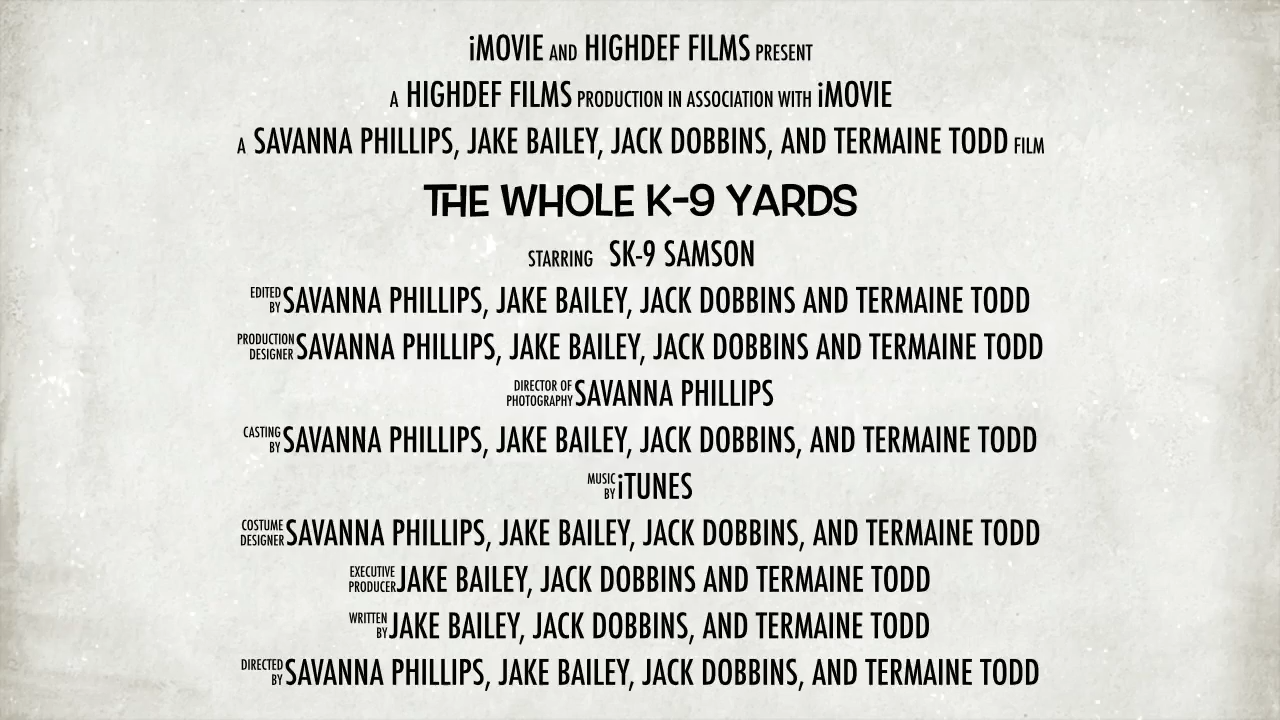 iMOVIE AND HIGHDEF FILMS PRESENT
A HIGHDEF FILMS PRODUCTION IN ASSOCIATION WITH iMOVIE
A SAVANNA PHILLIPS, JAKE BAILEY, JACK DOBBINS, AND TERMAINE TODD FILM
THE WHOLE K-9 YARDS
STARRING SK-9 SAMSON
EDITED BY SAVANNA PHILLIPS, JAKE BAILEY, JACK DOBBINS AND TERMAINE TODD
PRODUCTION DESIGNER SAVANNA PHILLIPS, JAKE BAILEY, JACK DOBBINS AND TERMAINE TODD
DIRECTOR OF PHOTOGRAPHY SAVANNA PHILLIPS
CASTING BY SAVANNA PHILLIPS, JAKE BAILEY, JACK DOBBINS, AND TERMAINE TODD
MUSIC BY iTUNES
COSTUME DESIGNER SAVANNA PHILLIPS, JAKE BAILEY, JACK DOBBINS, AND TERMAINE TODD
EXECUTIVE PRODUCER JAKE BAILEY, JACK DOBBINS AND TERMAINE TODD
WRITTEN BY JAKE BAILEY, JACK DOBBINS, AND TERMAINE TODD
DIRECTED BY SAVANNA PHILLIPS, JAKE BAILEY, JACK DOBBINS, AND TERMAINE TODD